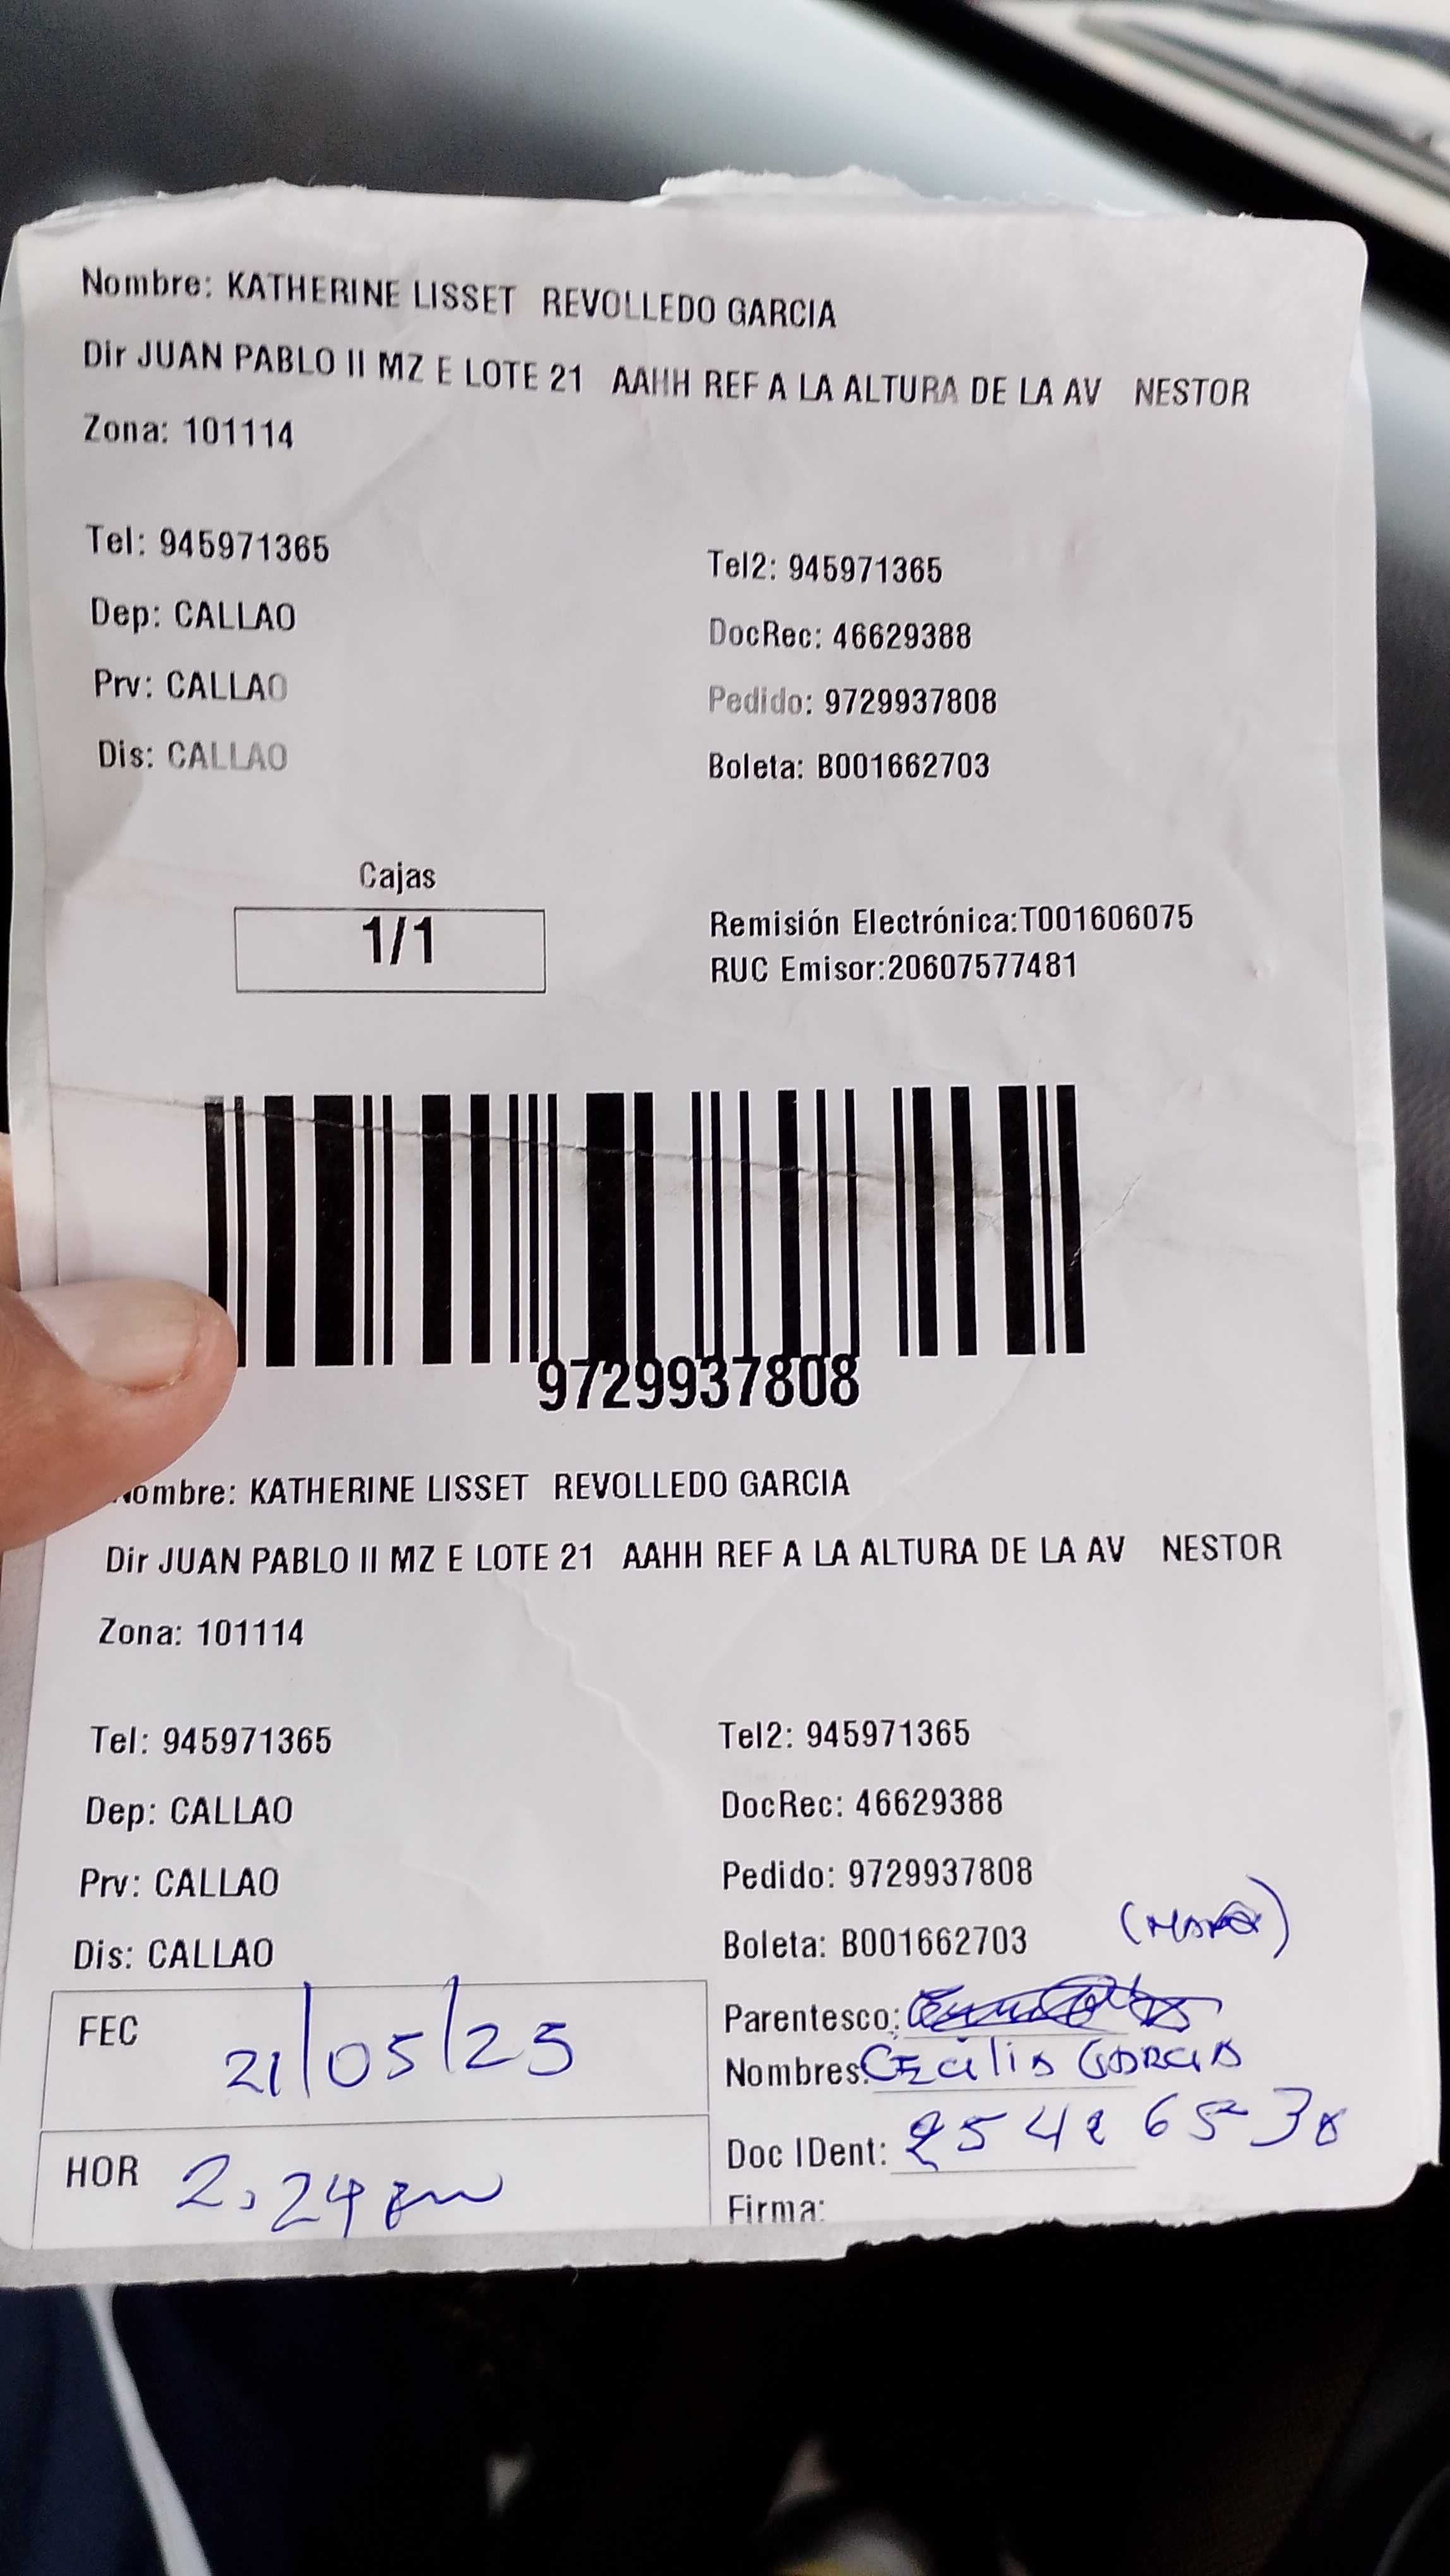 Nombre: KATHERINE LISSET REVOLLEDO GARCIA
Dir JUAN PABLO II MZ E LOTE 21 AAHH REF A LA ALTURA DE LA AV NESTOR
Zona: 101114
Tel: 945971365 Tel2: 945971365
Dep: CALLAO DocRec: 46629388
Prv: CALLAO Pedido: 9729937808
Dis: CALLAO Boleta: B001662703
Cajas
1/1
Remisión Electrónica:T001606075
RUC Emisor:20607577481
9729937808
ombre: KATHERINE LISSET REVOLLEDO GARCIA
Dir JUAN PABLO II MZ E LOTE 21 AAHH REF A LA ALTURA DE LA AV NESTOR
Zona: 101114
Tel: 945971365 Tel2: 945971365
Dep: CALLAO DocRec: 46629388
Prv: CALLAO Pedido: 9729937808
Dis: CALLAO Boleta: B001662703
FEC 21/05/25
Parentesco:
Nombres: Cecilia Garcia
HOR 2,24 pm
Doc IDent:
Firma: